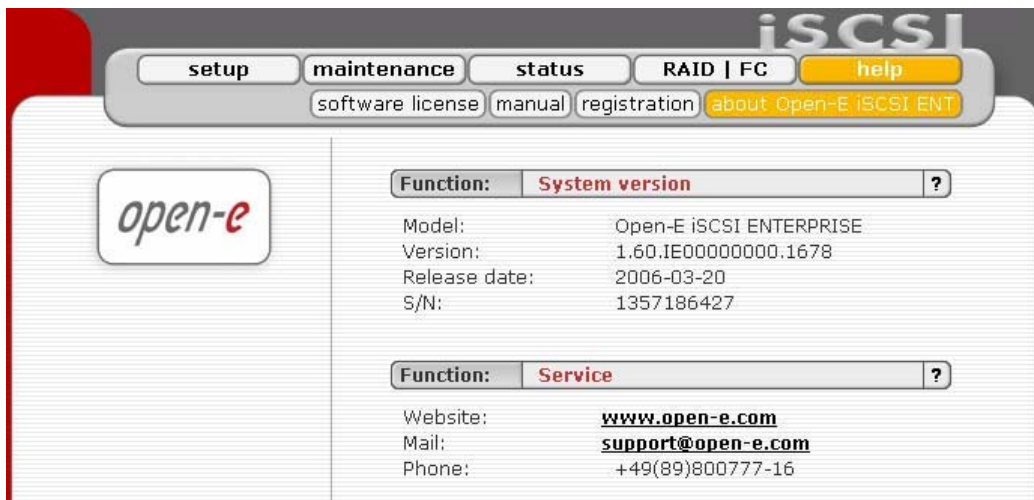 iSCSI
setup maintenance status RAID | FC help
software license manual registration about Open-E iSCSI ENT
open-e
Function: System version ?
Model: Open-E iSCSI ENTERPRISE
Version: 1.60.IE00000000.1678
Release date: 2006-03-20
S/N: 1357186427
Function: Service ?
Website: www.open-e.com
Mail: support@open-e.com
Phone: +49(89)800777-16